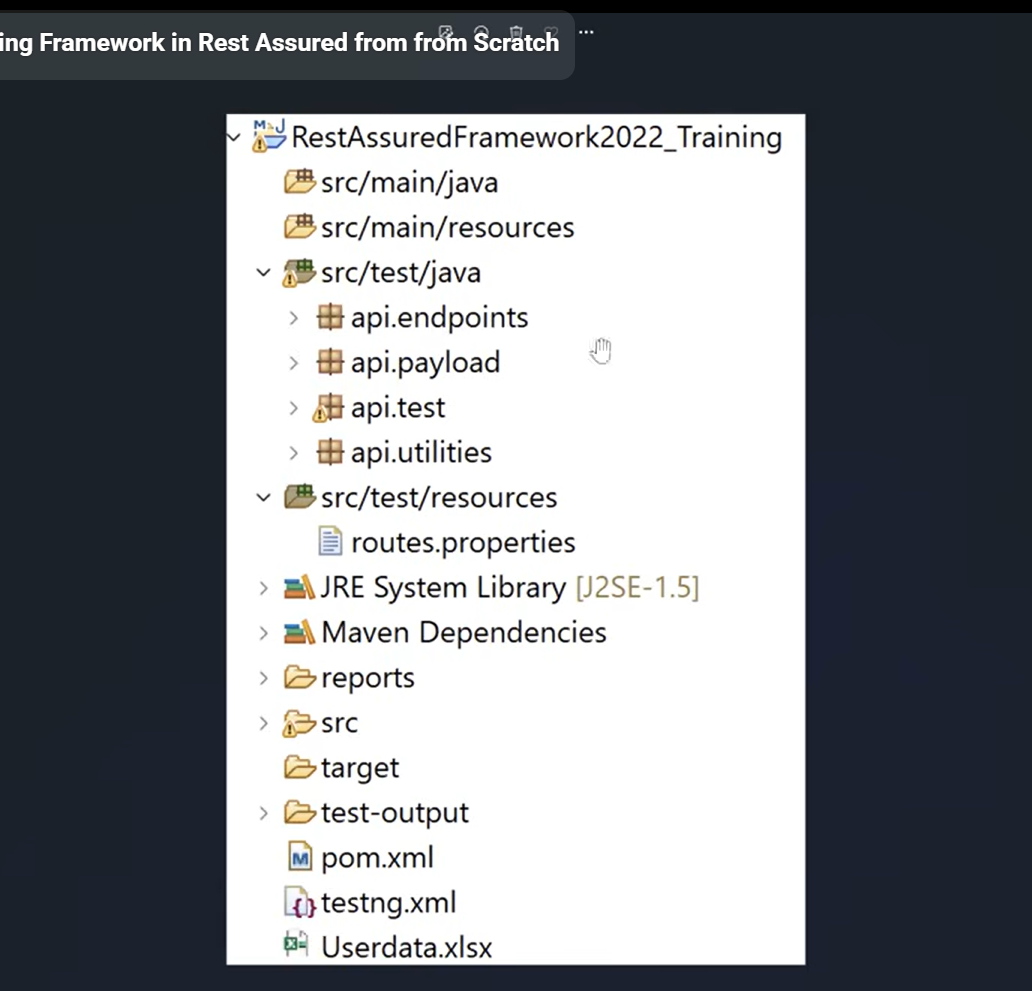 ing Framework in Rest Assured from from Scratch
RestAssuredFramework2022_Training
src/main/java
src/main/resources
src/test/java
api.endpoints
api.payload
api.test
api.utilities
src/test/resources
routes.properties
JRE System Library [J2SE-1.5]
Maven Dependencies
reports
src
target
test-output
pom.xml
testng.xml
Userdata.xlsx